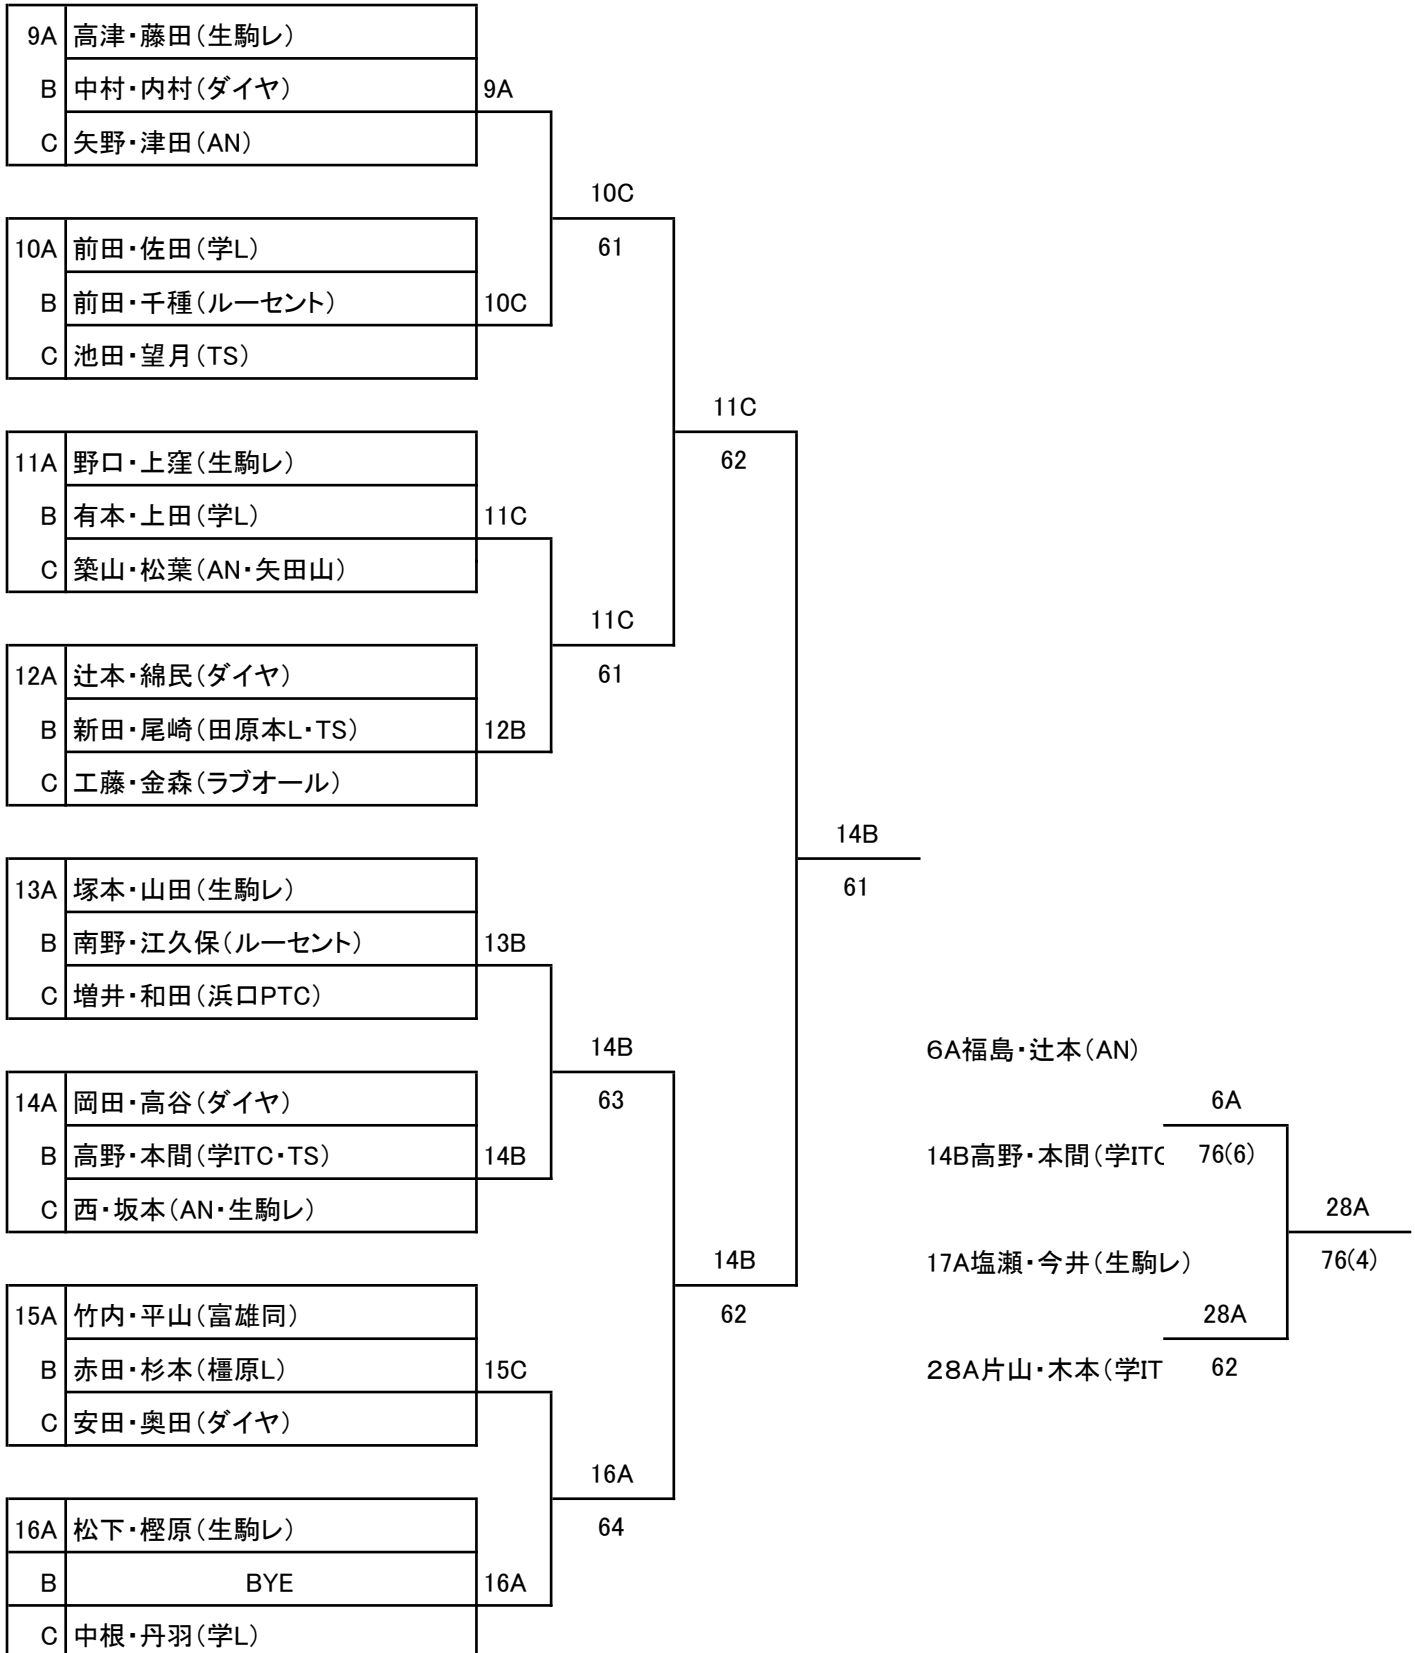 9A 高津・藤田(生駒レ)
B 中村・内村(ダイヤ) 9A
C 矢野・津田(AN)
10C
10A 前田・佐田(学L) 61
B 前田・千種(ルーセント) 10C
C 池田・望月(TS)
11C
11A 野口・上窪(生駒レ) 62
B 有本・上田(学L) 11C
C 築山・松葉(AN・矢田山)
11C
12A 辻本・綿民(ダイヤ) 61
B 新田・尾崎(田原本L・TS) 12B
C 工藤・金森(ラブオール)
14B
13A 塚本・山田(生駒レ) 61
B 南野・江久保(ルーセント) 13B
C 増井・和田(浜口PTC)
14B 6A福島・辻本(AN)
14A 岡田・高谷(ダイヤ) 63 6A
B 高野・本間(学ITC・TS) 14B 14B高野・本間(学ITC 76(6)
C 西・坂本(AN・生駒レ) 28A
14B 17A塩瀬・今井(生駒レ) 76(4)
15A 竹内・平山(富雄同) 62 28A
B 赤田・杉本(橿原L) 15C 28A片山・木本(学IT 62
C 安田・奥田(ダイヤ)
16A
16A 松下・樫原(生駒レ) 64
B BYE 16A
C 中根・丹羽(学L)